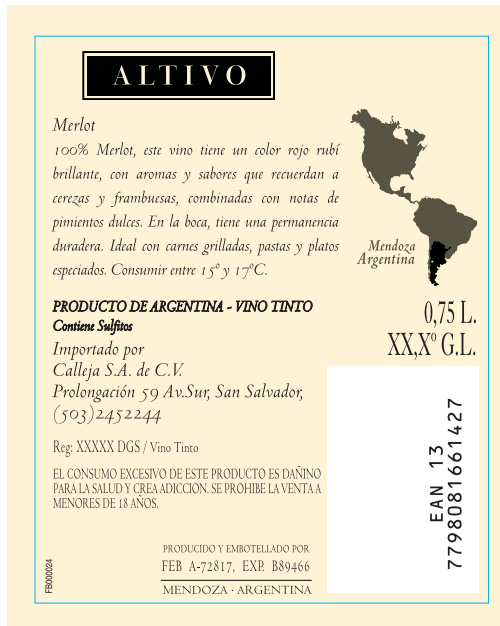 ALTIVO
Merlot
100% Merlot, este vino tiene un color rojo rubí
brillante, con aromas y sabores que recuerdan a
cerezas y frambuesas, combinadas con notas de
pimientos dulces. En la boca, tiene una permanencia
duradera. Ideal con carnes grilladas, pastas y platos
especiados. Consumir entre 15º y 17ºC.
Mendoza
Argentina
PRODUCTO DE ARGENTINA - VINO TINTO
Contiene Sulfitos
0,75 L.
XX,Xº G.L.
Importado por
Calleja S.A. de C.V.
Prolongación 59 Av.Sur, San Salvador,
(503)2452244
Reg: XXXXX DGS / Vino Tinto
EL CONSUMO EXCESIVO DE ESTE PRODUCTO ES DAÑINO
PARA LA SALUD Y CREA ADICCION. SE PROHIBE LA VENTA A
MENORES DE 18 AÑOS.
EAN 13
7798081661427
PRODUCIDO Y EMBOTELLADO POR
FEB A-72817, EXP. B89466
MENDOZA · ARGENTINA
FB000024